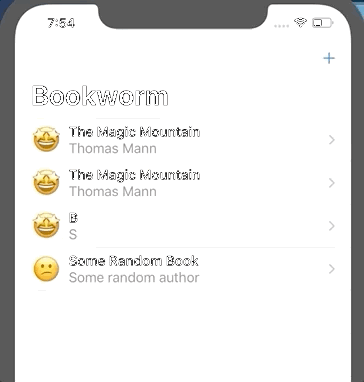 7:54
+
Bookworm
The Magic Mountain
Thomas Mann
The Magic Mountain
Thomas Mann
B
S
Some Random Book
Some random author